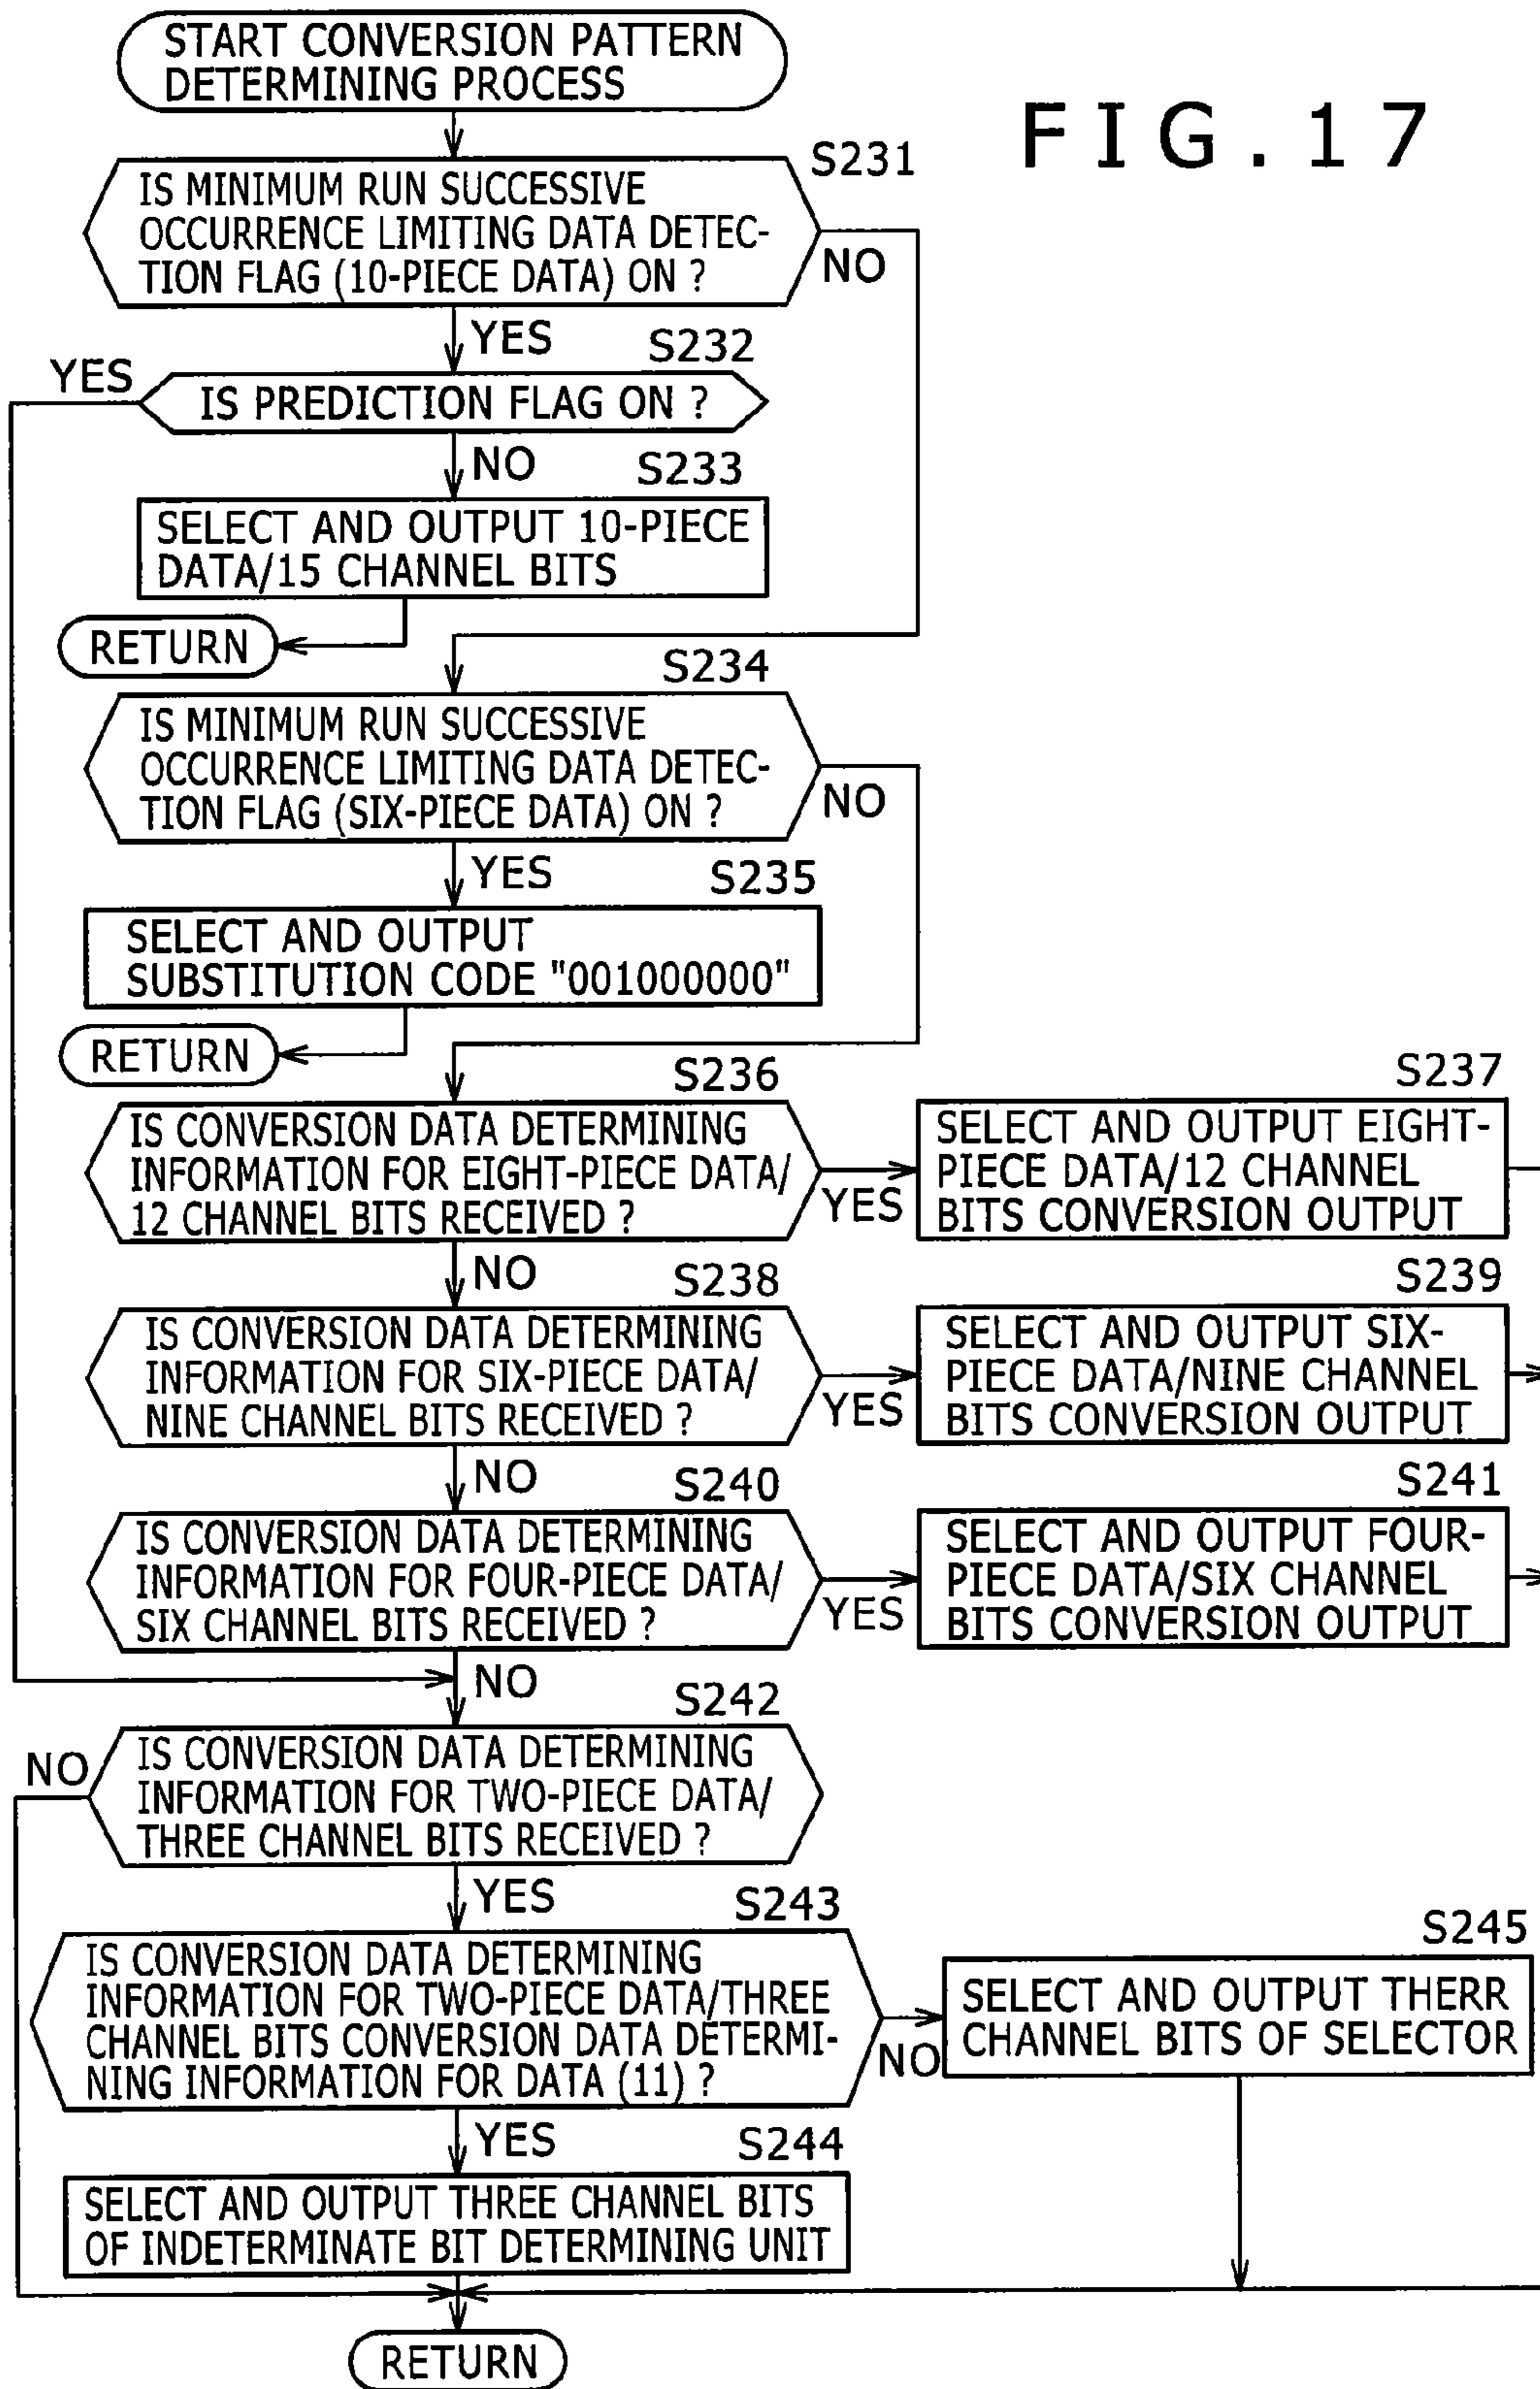 START CONVERSION PATTERN
DETERMINING PROCESS
FIG.17
S231
IS MINIMUM RUN SUCCESSIVE
OCCURRENCE LIMITING DATA DETEC-
TION FLAG (10-PIECE DATA) ON ?
NO
YES
S232
YES
IS PREDICTION FLAG ON ?
NO
S233
SELECT AND OUTPUT 10-PIECE
DATA/15 CHANNEL BITS
RETURN
S234
IS MINIMUM RUN SUCCESSIVE
OCCURRENCE LIMITING DATA DETEC-
TION FLAG (SIX-PIECE DATA) ON ?
NO
YES
S235
SELECT AND OUTPUT
SUBSTITUTION CODE "001000000"
RETURN
S236
IS CONVERSION DATA DETERMINING
INFORMATION FOR EIGHT-PIECE DATA/
12 CHANNEL BITS RECEIVED ?
YES
S237
SELECT AND OUTPUT EIGHT-
PIECE DATA/12 CHANNEL
BITS CONVERSION OUTPUT
NO
S238
IS CONVERSION DATA DETERMINING
INFORMATION FOR SIX-PIECE DATA/
NINE CHANNEL BITS RECEIVED ?
YES
S239
SELECT AND OUTPUT SIX-
PIECE DATA/NINE CHANNEL
BITS CONVERSION OUTPUT
NO
S240
IS CONVERSION DATA DETERMINING
INFORMATION FOR FOUR-PIECE DATA/
SIX CHANNEL BITS RECEIVED ?
YES
S241
SELECT AND OUTPUT FOUR-
PIECE DATA/SIX CHANNEL
BITS CONVERSION OUTPUT
NO
S242
NO
IS CONVERSION DATA DETERMINING
INFORMATION FOR TWO-PIECE DATA/
THREE CHANNEL BITS RECEIVED ?
YES
S243
IS CONVERSION DATA DETERMINING
INFORMATION FOR TWO-PIECE DATA/THREE
CHANNEL BITS CONVERSION DATA DETERMI-
NING INFORMATION FOR DATA (11) ?
NO
S245
SELECT AND OUTPUT THERR
CHANNEL BITS OF SELECTOR
YES
S244
SELECT AND OUTPUT THREE CHANNEL BITS
OF INDETERMINATE BIT DETERMINING UNIT
RETURN